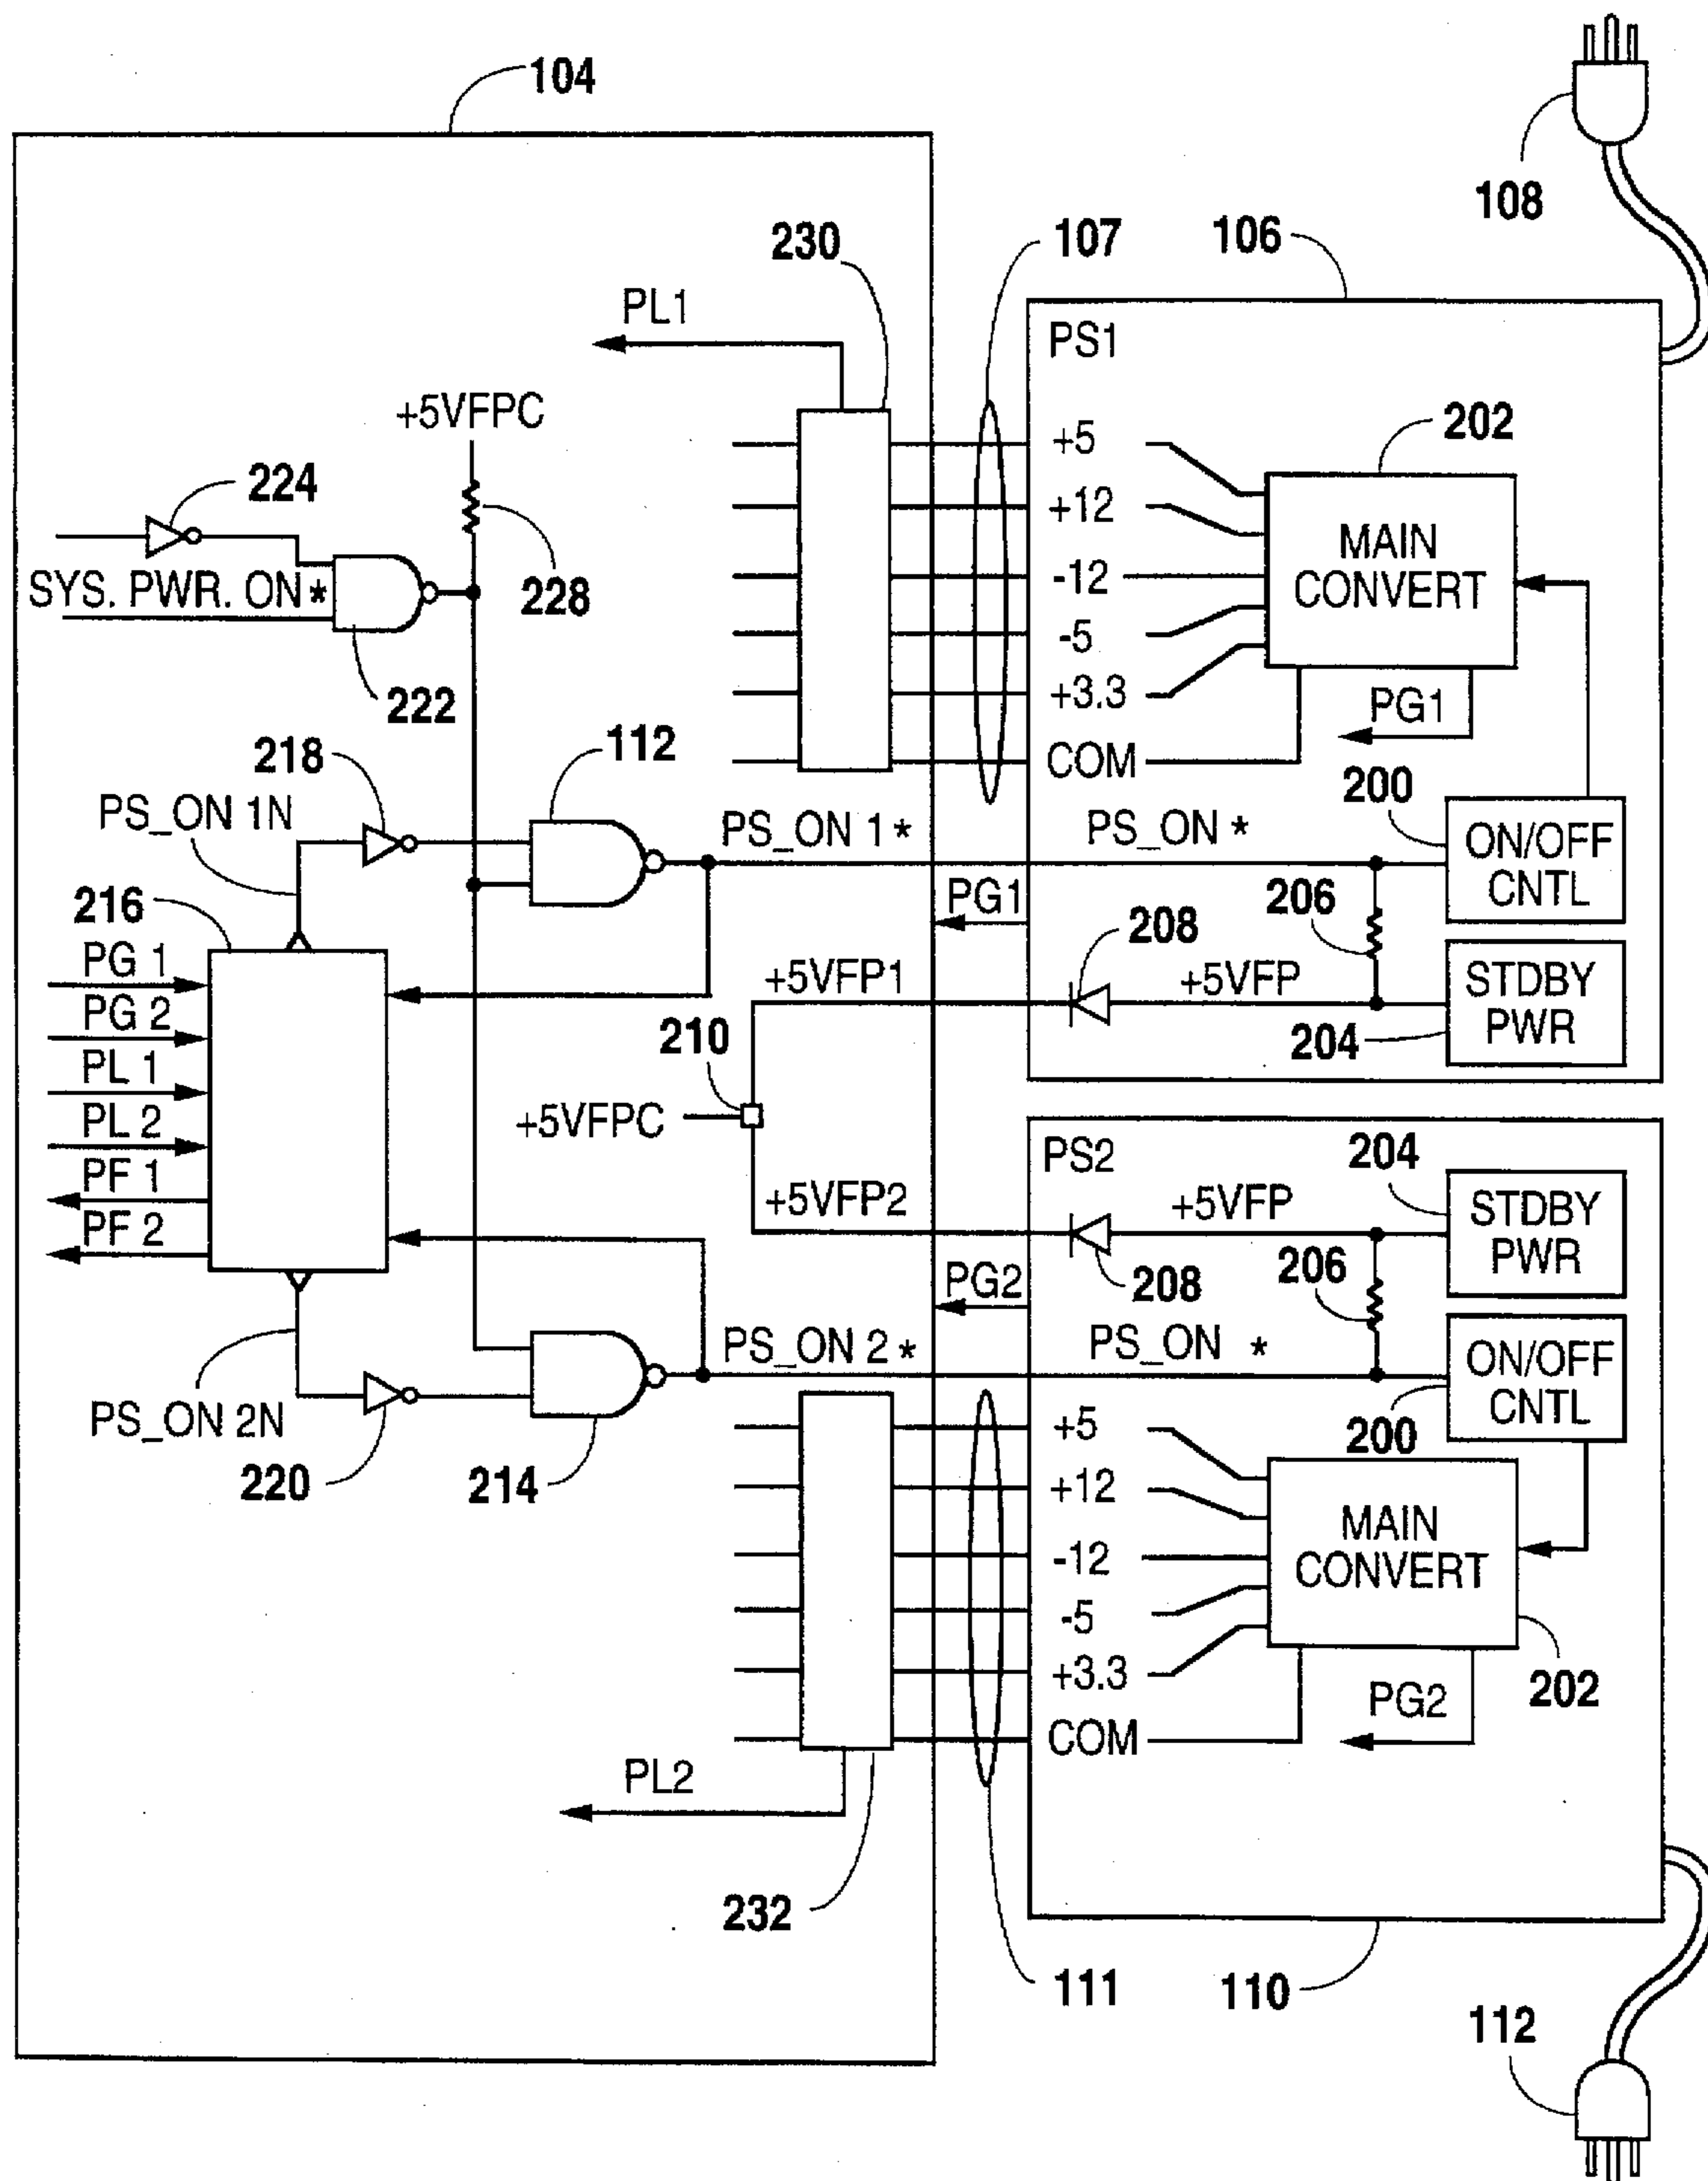 104
108
230
107
106
PL1
PS1
+5VFPC
+5
202
224
+12
MAIN
CONVERT
SYS. PWR. ON *
228
-12
-5
222
+3.3
PG1
218
112
COM
200
PS_ON 1N
PS_ON 1 *
PS_ON *
ON/OFF
CNTL
216
PG1
206
208
PG 1
+5VFP1
+5VFP
STDBY
PWR
PG 2
210
204
PL 1
+5VFPC
PL 2
PS2
204
PF 1
+5VFP2
+5VFP
STDBY
PWR
PF 2
PG2
208
206
PS_ON 2 *
PS_ON *
ON/OFF
CNTL
PS_ON 2N
+5
200
220
214
+12
MAIN
CONVERT
-12
-5
+3.3
202
PG2
COM
PL2
232
111
110
112